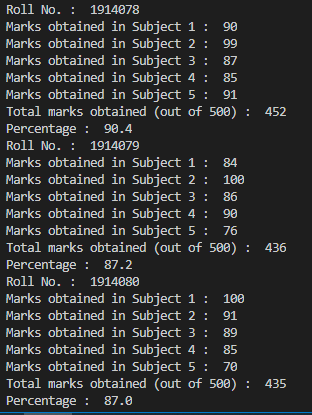 Roll No. :  1914078
Marks obtained in Subject 1 :  90
Marks obtained in Subject 2 :  99
Marks obtained in Subject 3 :  87
Marks obtained in Subject 4 :  85
Marks obtained in Subject 5 :  91
Total marks obtained (out of 500) :  452
Percentage :  90.4
Roll No. :  1914079
Marks obtained in Subject 1 :  84
Marks obtained in Subject 2 :  100
Marks obtained in Subject 3 :  86
Marks obtained in Subject 4 :  90
Marks obtained in Subject 5 :  76
Total marks obtained (out of 500) :  436
Percentage :  87.2
Roll No. :  1914080
Marks obtained in Subject 1 :  100
Marks obtained in Subject 2 :  91
Marks obtained in Subject 3 :  89
Marks obtained in Subject 4 :  85
Marks obtained in Subject 5 :  70
Total marks obtained (out of 500) :  435
Percentage :  87.0